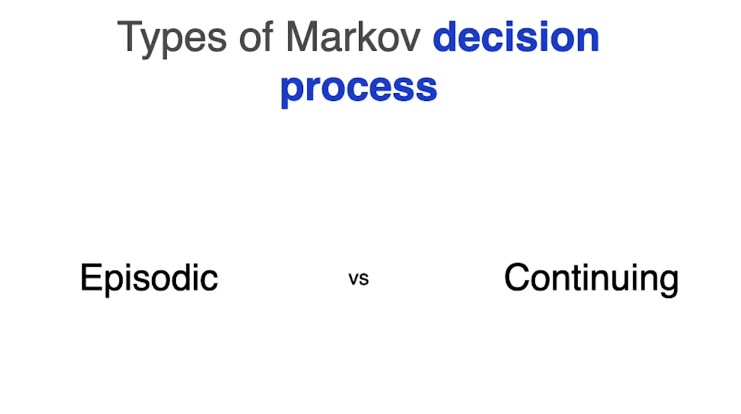 Types of Markov decision
process
Episodic vs Continuing